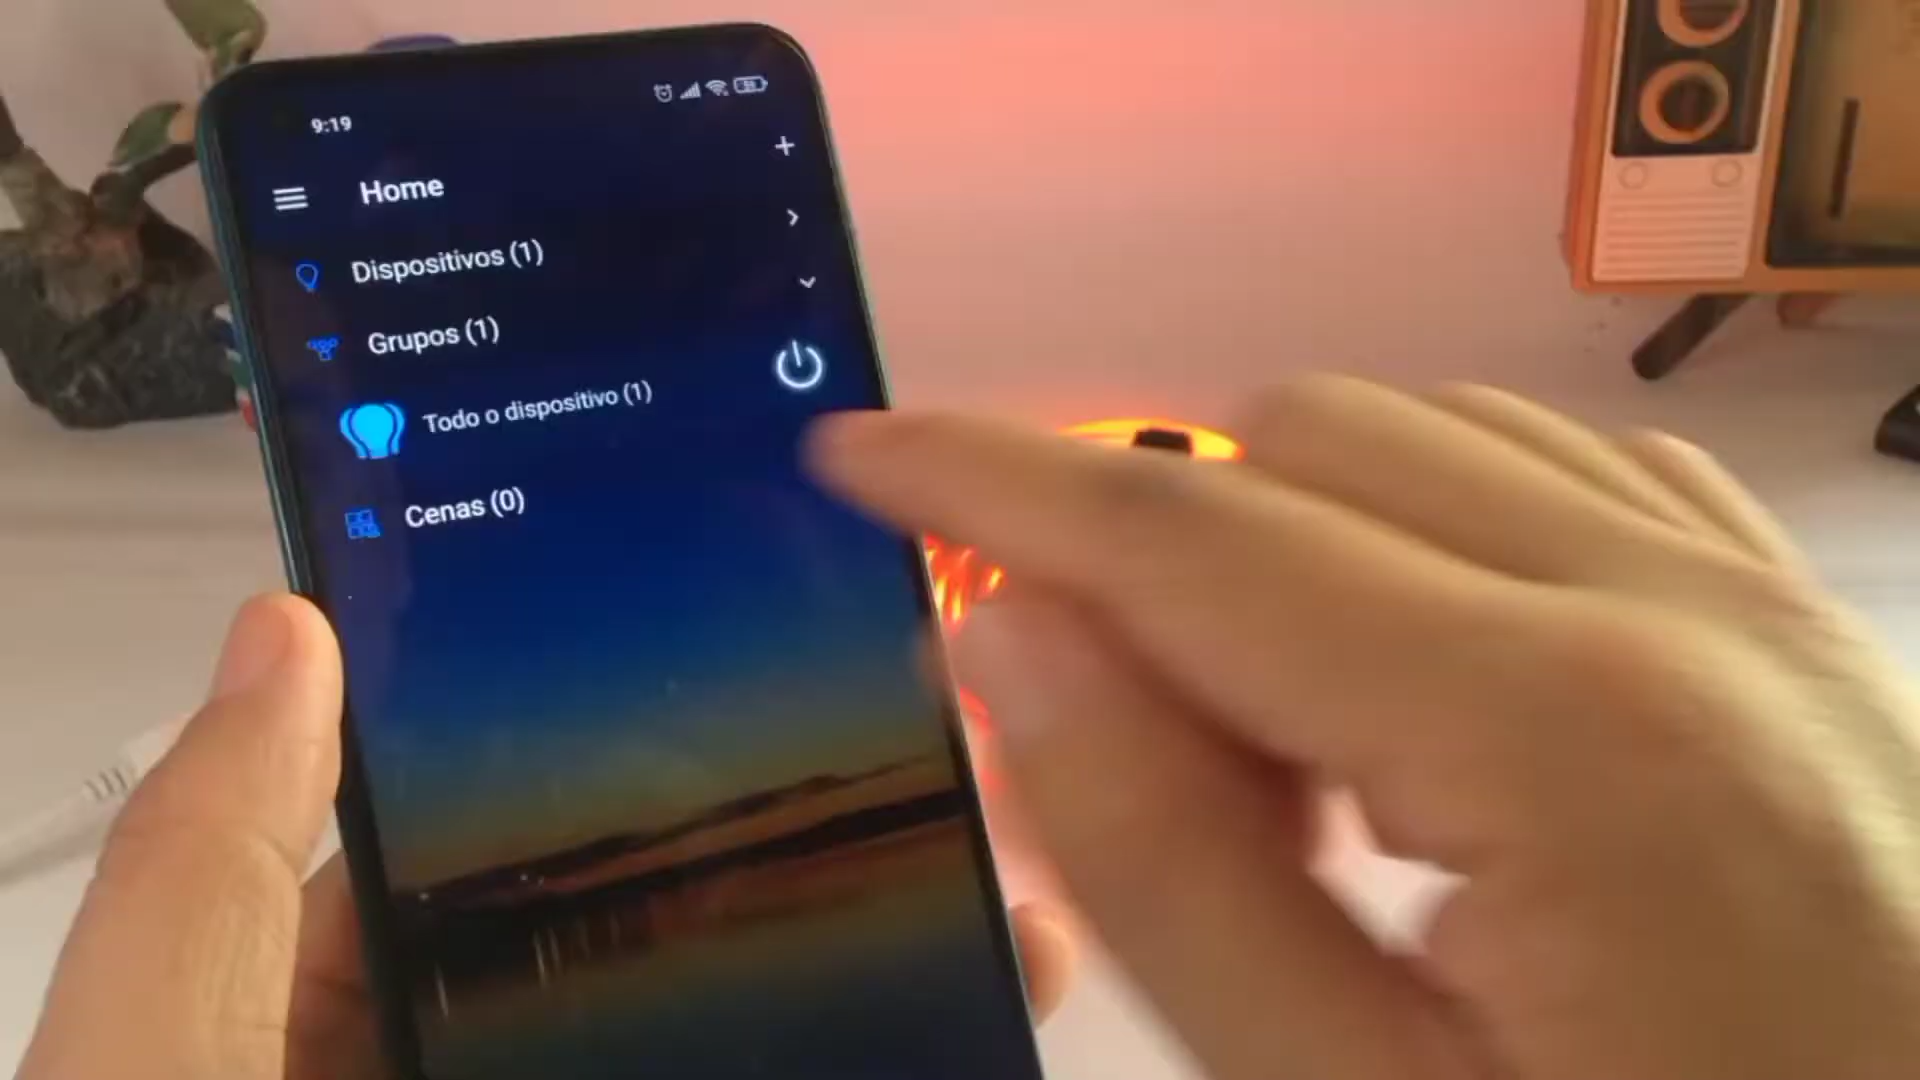 9:19
Home
Dispositivos (1)
Grupos (1)
Todo o dispositivo (1)
Cenas (0)